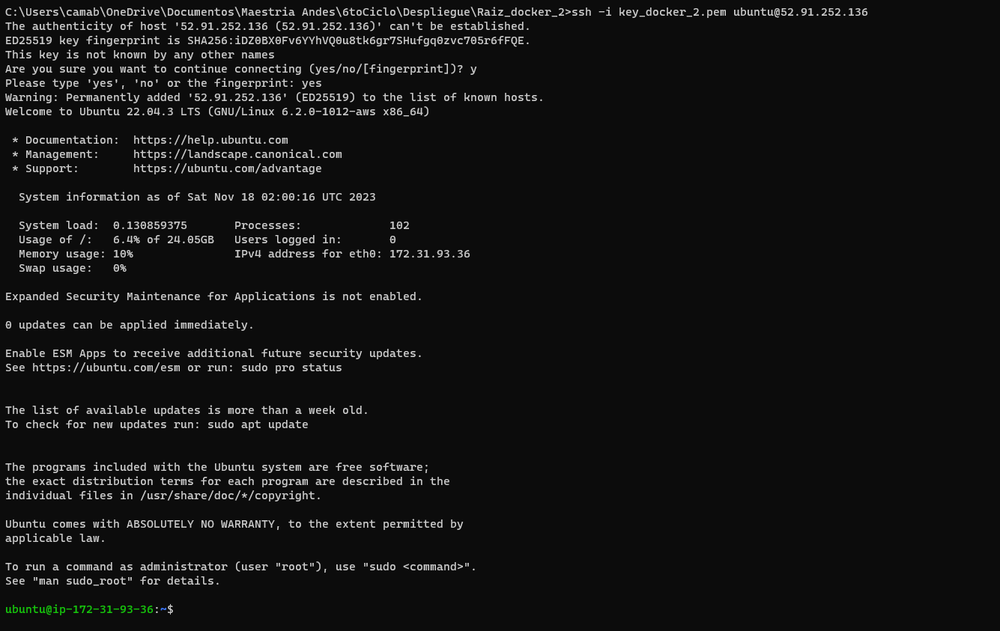 C:\Users\camab\OneDrive\Documentos\Maestria Andes\6toCiclo\Despliegue\Raiz_docker_2>ssh -i key_docker_2.pem ubuntu@52.91.252.136
The authenticity of host '52.91.252.136 (52.91.252.136)' can't be established.
ED25519 key fingerprint is SHA256:iDZ0BX0Fv6YYhVQ0u8tk6gr7SHufgq0zvc705r6fFQE.
This key is not known by any other names
Are you sure you want to continue connecting (yes/no/[fingerprint])? y
Please type 'yes', 'no' or the fingerprint: yes
Warning: Permanently added '52.91.252.136' (ED25519) to the list of known hosts.
Welcome to Ubuntu 22.04.3 LTS (GNU/Linux 6.2.0-1012-aws x86_64)
 * Documentation:  https://help.ubuntu.com
 * Management:     https://landscape.canonical.com
 * Support:        https://ubuntu.com/advantage
  System information as of Sat Nov 18 02:00:16 UTC 2023
  System load:  0.130859375       Processes:             102
  Usage of /:   6.4% of 24.05GB   Users logged in:       0
  Memory usage: 10%               IPv4 address for eth0: 172.31.93.36
  Swap usage:   0%
Expanded Security Maintenance for Applications is not enabled.
0 updates can be applied immediately.
Enable ESM Apps to receive additional future security updates.
See https://ubuntu.com/esm or run: sudo pro status
The list of available updates is more than a week old.
To check for new updates run: sudo apt update
The programs included with the Ubuntu system are free software;
the exact distribution terms for each program are described in the
individual files in /usr/share/doc/*/copyright.
Ubuntu comes with ABSOLUTELY NO WARRANTY, to the extent permitted by
applicable law.
To run a command as administrator (user "root"), use "sudo <command>".
See "man sudo_root" for details.
ubuntu@ip-172-31-93-36:~$